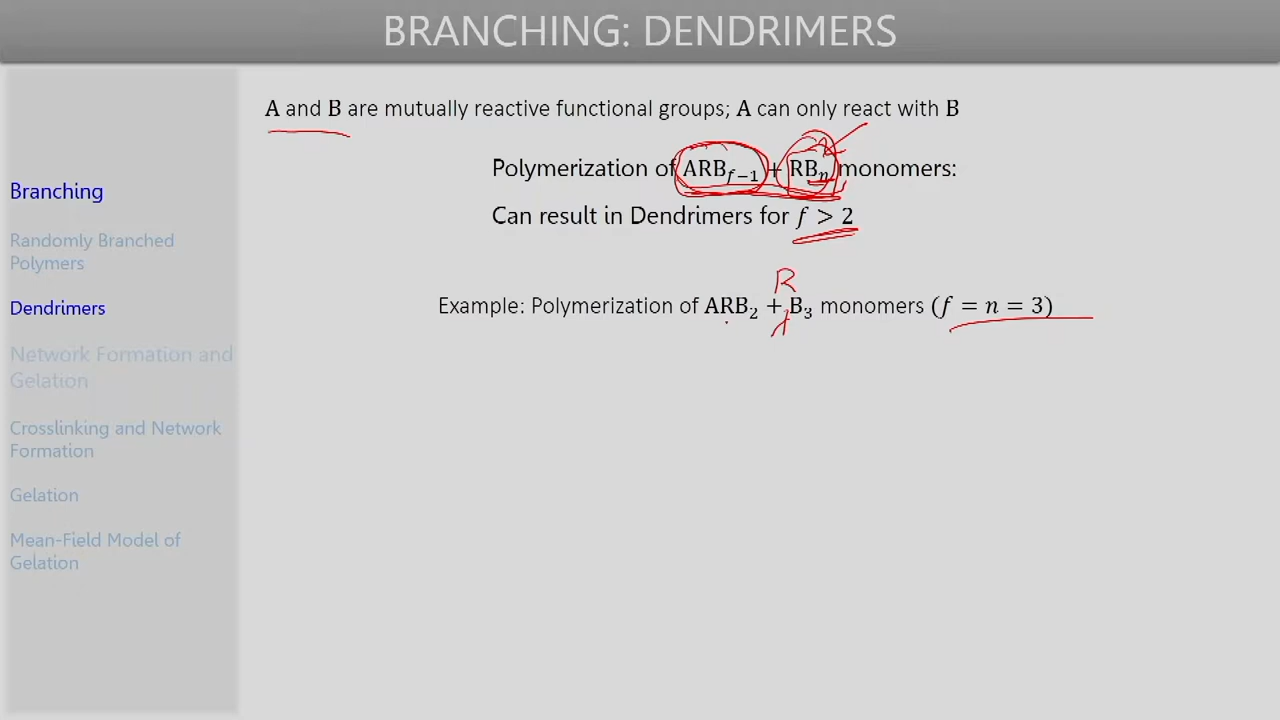 BRANCHING: DENDRIMERS
A and B are mutually reactive functional groups; A can only react with B
Polymerization of ARB_{f−1} + RB_n monomers:
Can result in Dendrimers for f > 2
R
Example: Polymerization of ARB₂ + B₃ monomers (f = n = 3)
Branching
Randomly Branched
Polymers
Dendrimers
Network Formation and
Gelation
Crosslinking and Network
Formation
Gelation
Mean-Field Model of
Gelation